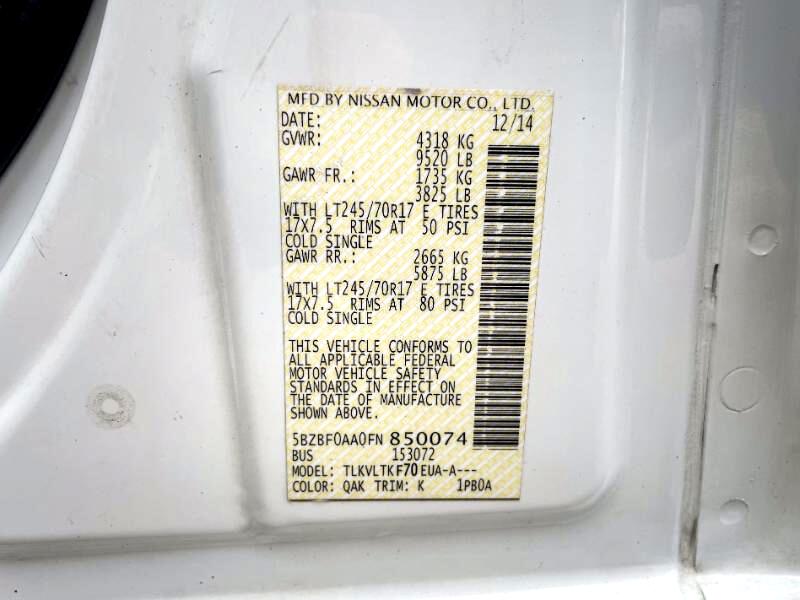 MFD BY NISSAN MOTOR CO., LTD.
DATE: 12/14
GVWR: 4318 KG
9520 LB
GAWR FR.: 1735 KG
3825 LB
WITH LT245/70R17 E TIRES
17X7.5 RIMS AT 50 PSI
COLD SINGLE
GAWR RR.: 2665 KG
5875 LB
WITH LT245/70R17 E TIRES
17X7.5 RIMS AT 80 PSI
COLD SINGLE
THIS VEHICLE CONFORMS TO
ALL APPLICABLE FEDERAL
MOTOR VEHICLE SAFETY
STANDARDS IN EFFECT ON
THE DATE OF MANUFACTURE
SHOWN ABOVE.
5BZBF0AA0FN 850074
BUS 153072
MODEL: TLKVLTKF70EUA-A---
COLOR: QAK TRIM: K 1PB0A